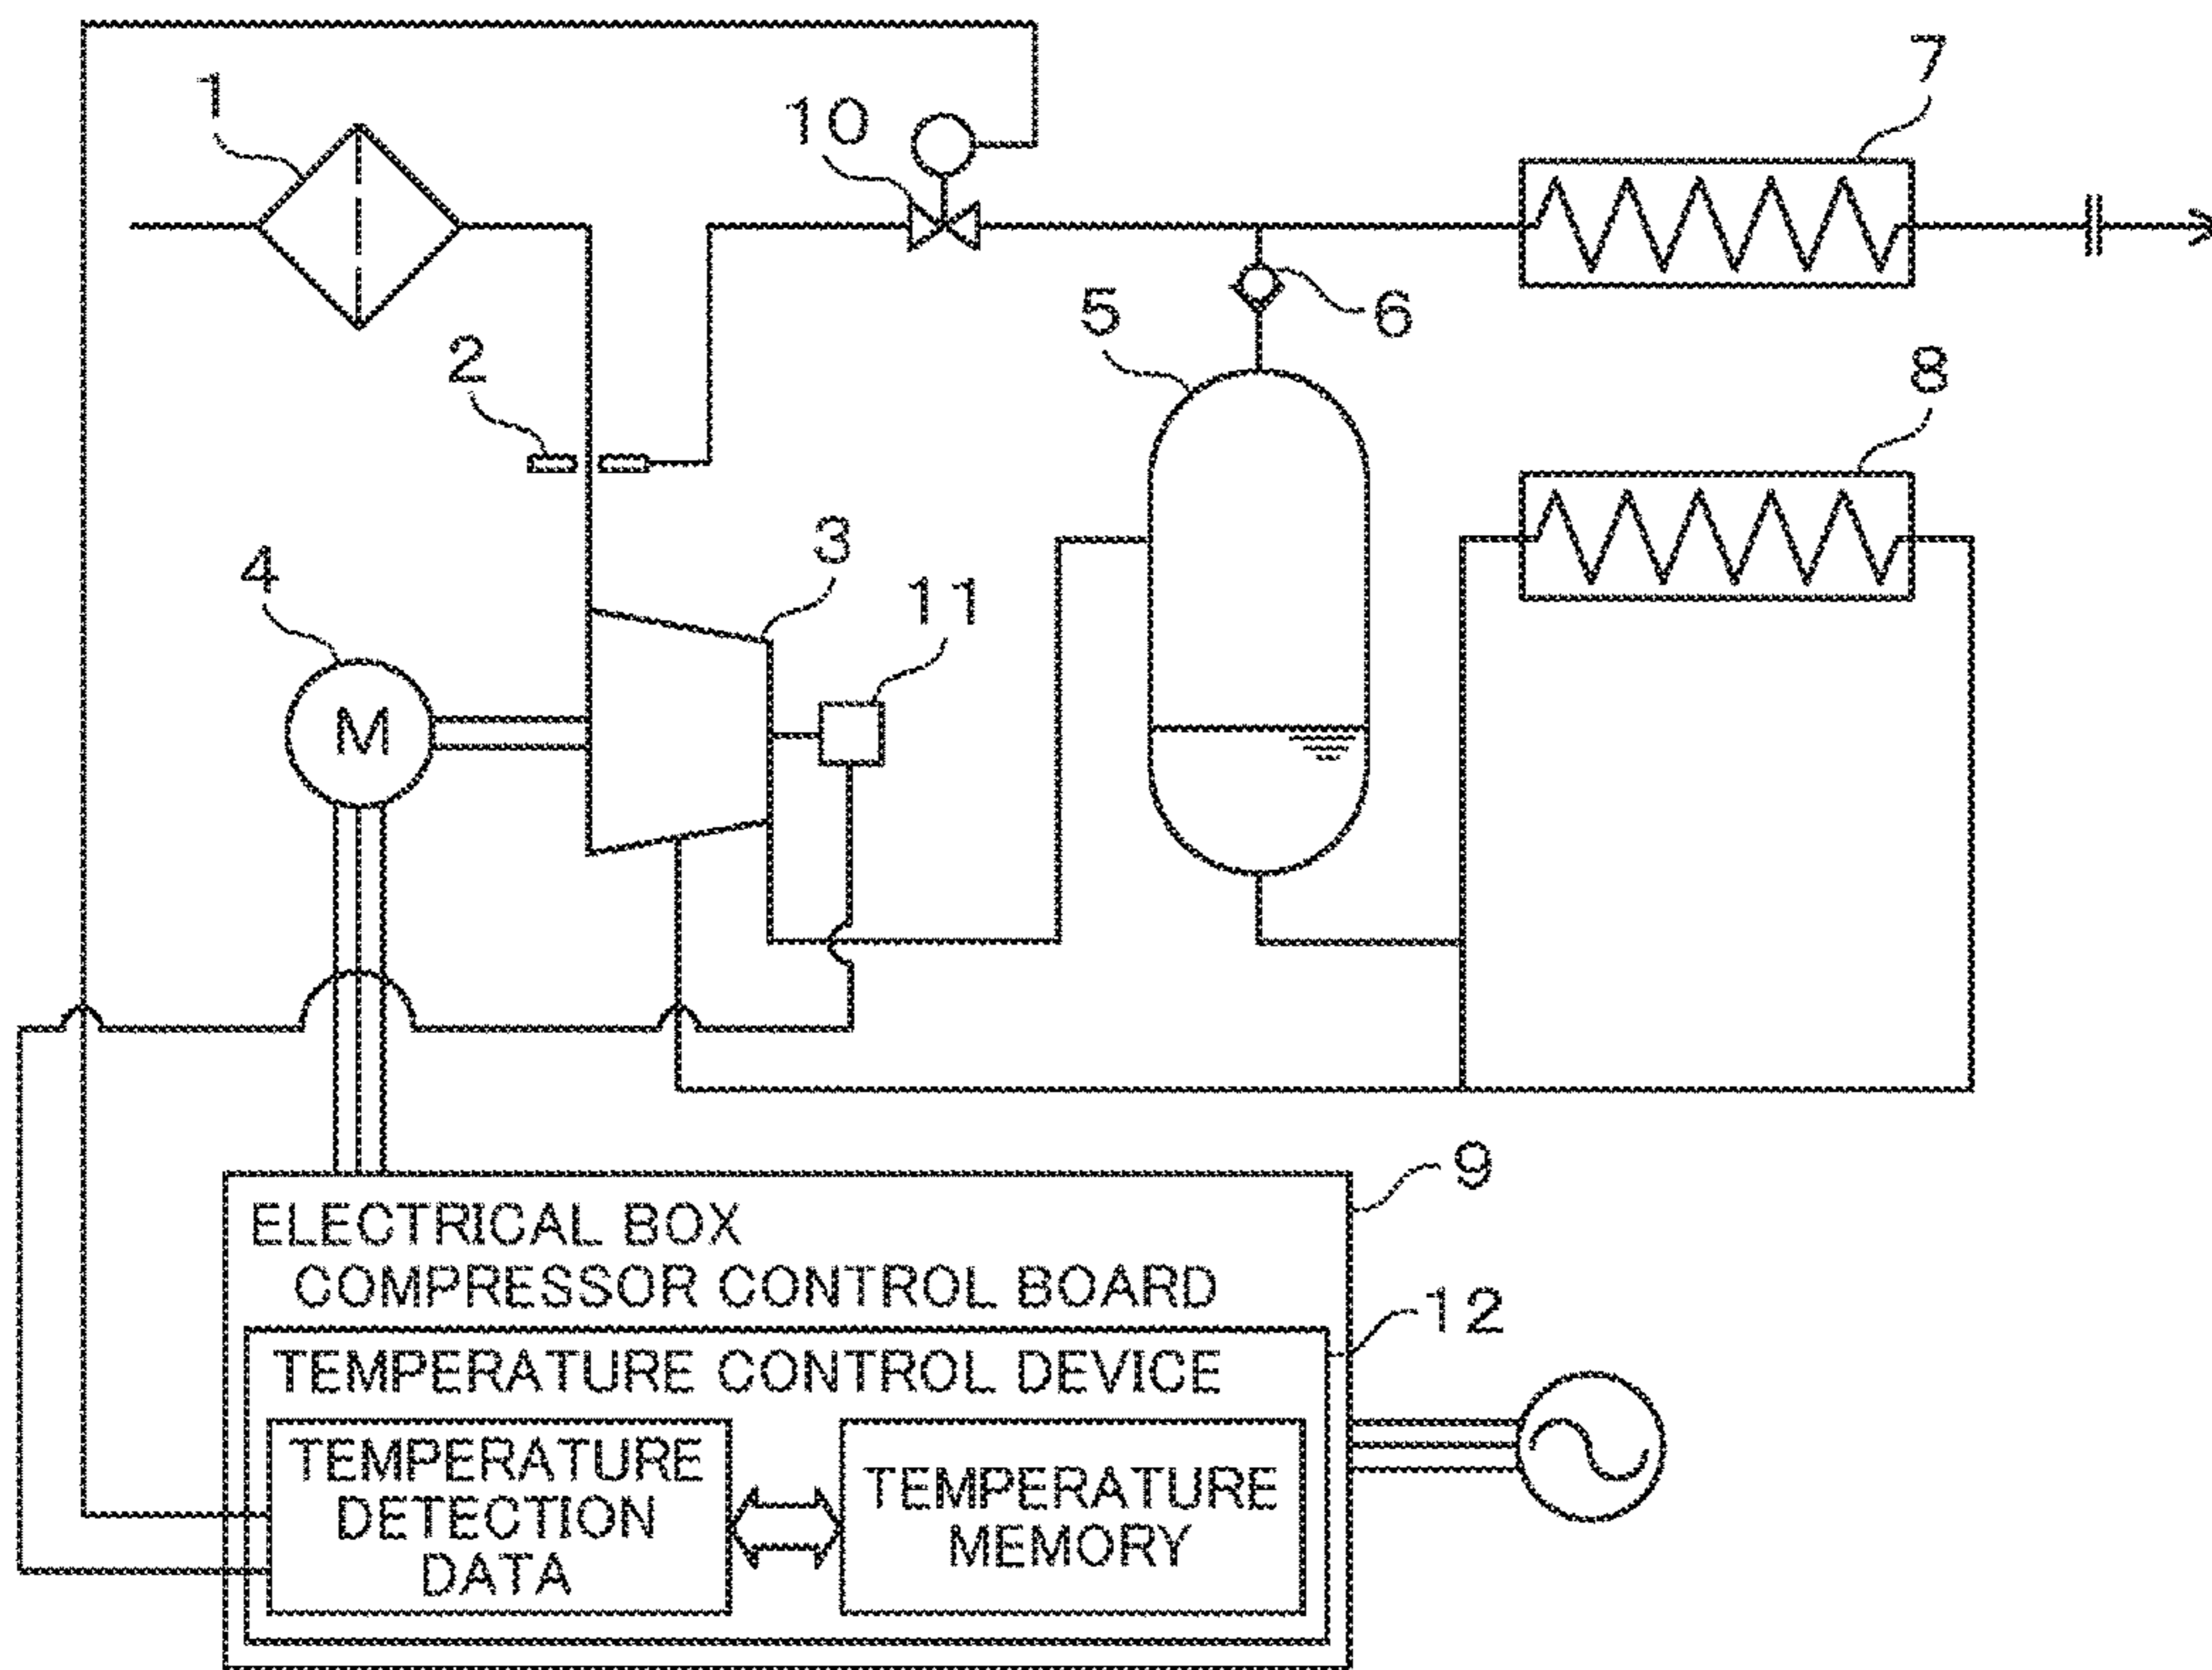 1
10
7
2
5
6
8
3
4
11
M
9
ELECTRICAL BOX
COMPRESSOR CONTROL BOARD
12
TEMPERATURE CONTROL DEVICE
TEMPERATURE
DETECTION
DATA
TEMPERATURE
MEMORY